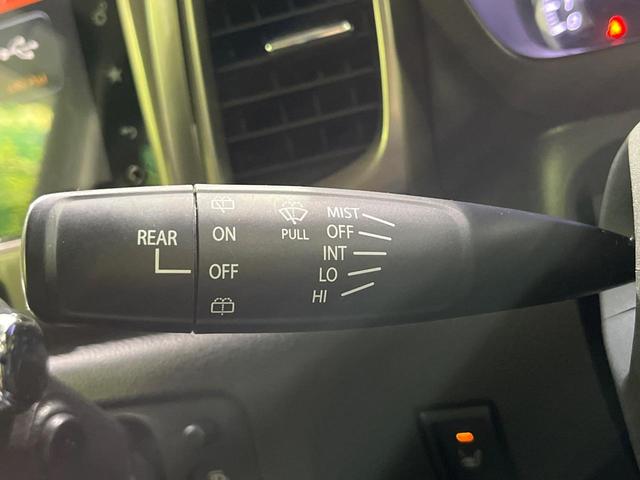 REAR
ON
OFF
PULL
MIST
OFF
INT
LO
HI